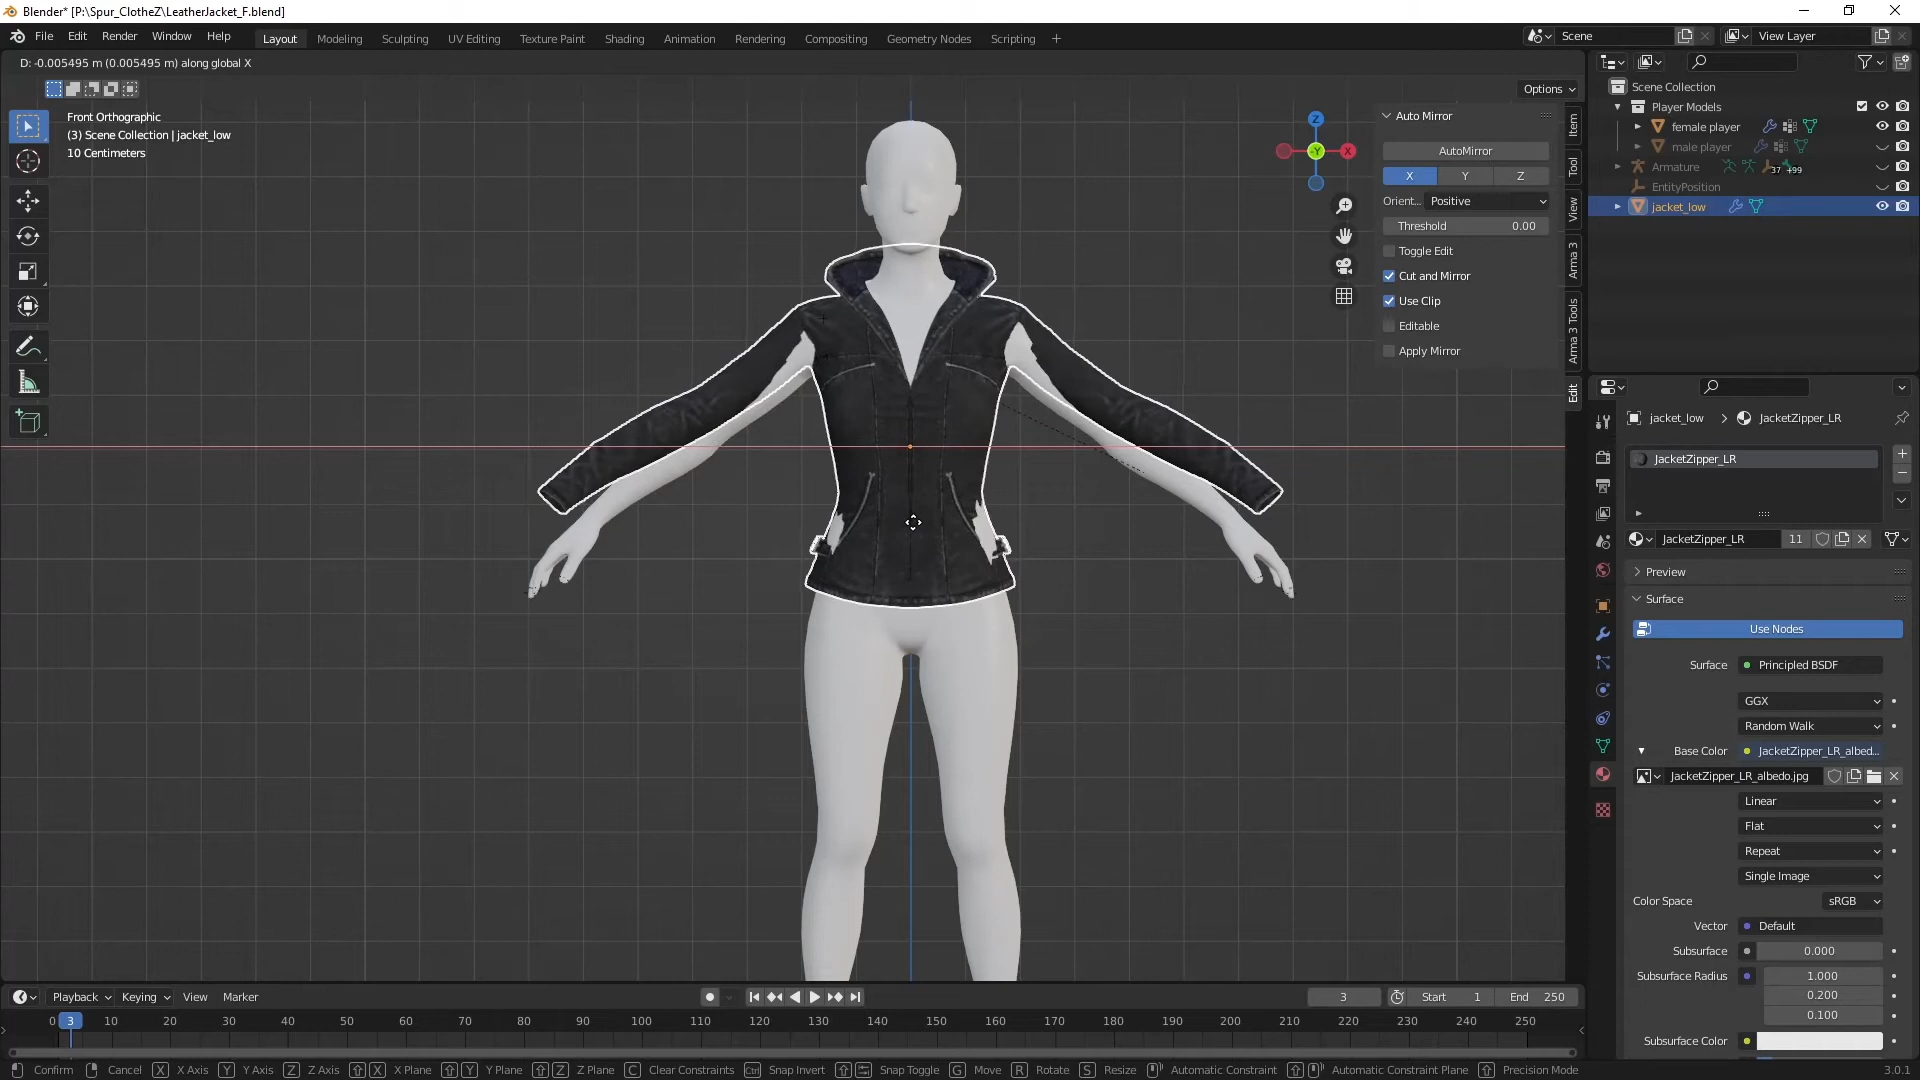 Blender* [P:\Spur_ClotheZ\LeatherJacket_F.blend]
File Edit Render Window Help Layout Modeling Sculpting UV Editing Texture Paint Shading Animation Rendering Compositing Geometry Nodes Scripting + Scene View Layer
D: -0.005495 m (0.005495 m) along global X
Options
Front Orthographic
(3) Scene Collection | jacket_low
10 Centimeters
Z
-Y
X
Auto Mirror
AutoMirror
X Y Z
Orient... Positive
Threshold 0.00
Toggle Edit
Cut and Mirror
Use Clip
Editable
Apply Mirror
Item
Tool
View
Arma 3
Arma 3 Tools
Edit
Scene Collection
Player Models
female player
male player
Armature 37 +99
EntityPosition
jacket_low
jacket_low > JacketZipper_LR
JacketZipper_LR
JacketZipper_LR 11
Preview
Surface
Use Nodes
Surface Principled BSDF
GGX
Random Walk
Base Color JacketZipper_LR_albed...
JacketZipper_LR_albedo.jpg
Linear
Flat
Repeat
Single Image
Color Space sRGB
Vector Default
Subsurface 0.000
Subsurface Radius 1.000
0.200
0.100
Subsurface Color
Playback Keying View Marker 3 Start 1 End 250
0 3 10 20 30 40 50 60 70 80 90 100 110 120 130 140 150 160 170 180 190 200 210 220 230 240 250
Confirm Cancel X X Axis Y Y Axis Z Z Axis X X Plane Y Y Plane Z Z Plane C Clear Constraints Ctrl Snap Invert Snap Toggle G Move R Rotate S Resize Automatic Constraint Automatic Constraint Plane Precision Mode 3.0.1